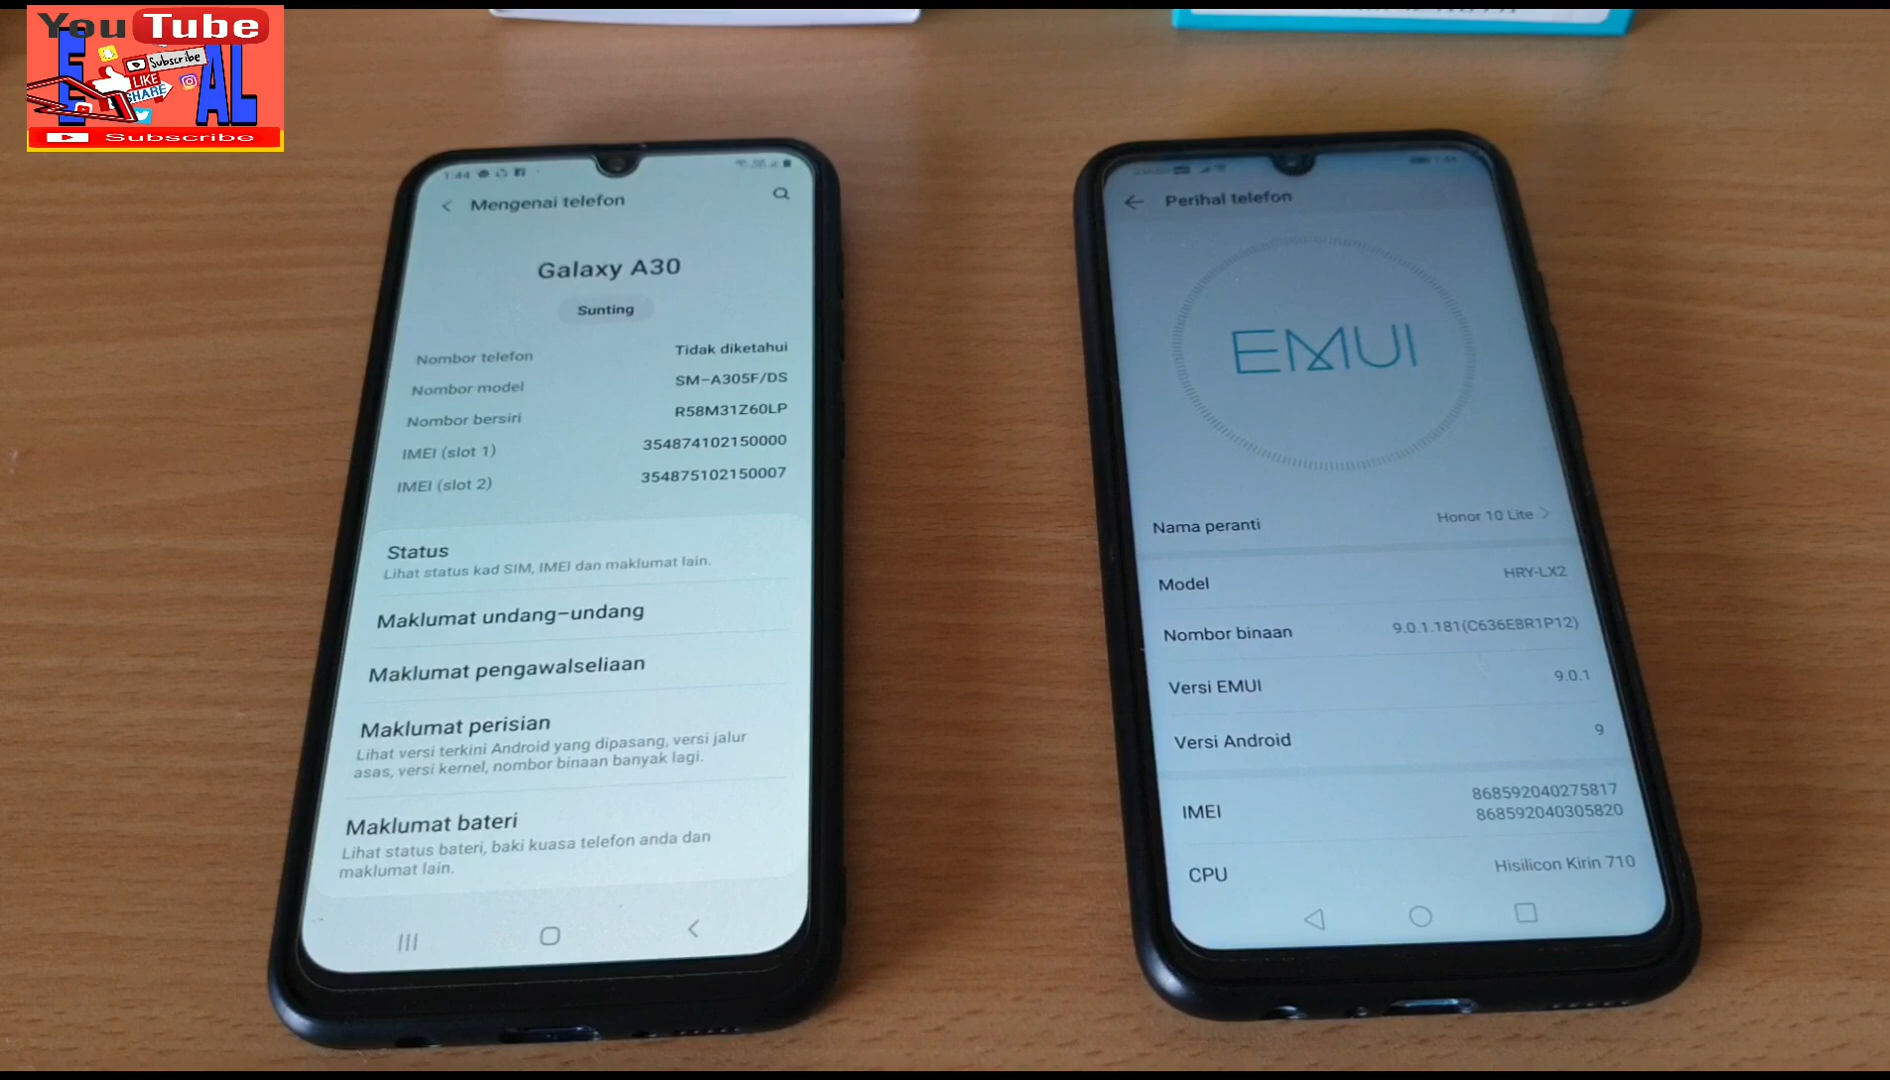 YouTube
E AL
Subscribe
LIKE
SHARE
Subscribe
1:44
Mengenai telefon
Galaxy A30
Sunting
Nombor telefon Tidak diketahui
Nombor model SM-A305F/DS
Nombor bersiri R58M31Z60LP
IMEI (slot 1) 354874102150000
IMEI (slot 2) 354875102150007
Status
Lihat status kad SIM, IMEI dan maklumat lain.
Maklumat undang-undang
Maklumat pengawalseliaan
Maklumat perisian
Lihat versi terkini Android yang dipasang, versi jalur
asas, versi kernel, nombor binaan banyak lagi.
Maklumat bateri
Lihat status bateri, baki kuasa telefon anda dan
maklumat lain.
Perihal telefon
EMUI
Nama peranti Honor 10 Lite
Model HRY-LX2
Nombor binaan 9.0.1.181(C636E8R1P12)
Versi EMUI 9.0.1
Versi Android 9
IMEI 868592040275817
868592040305820
CPU Hisilicon Kirin 710